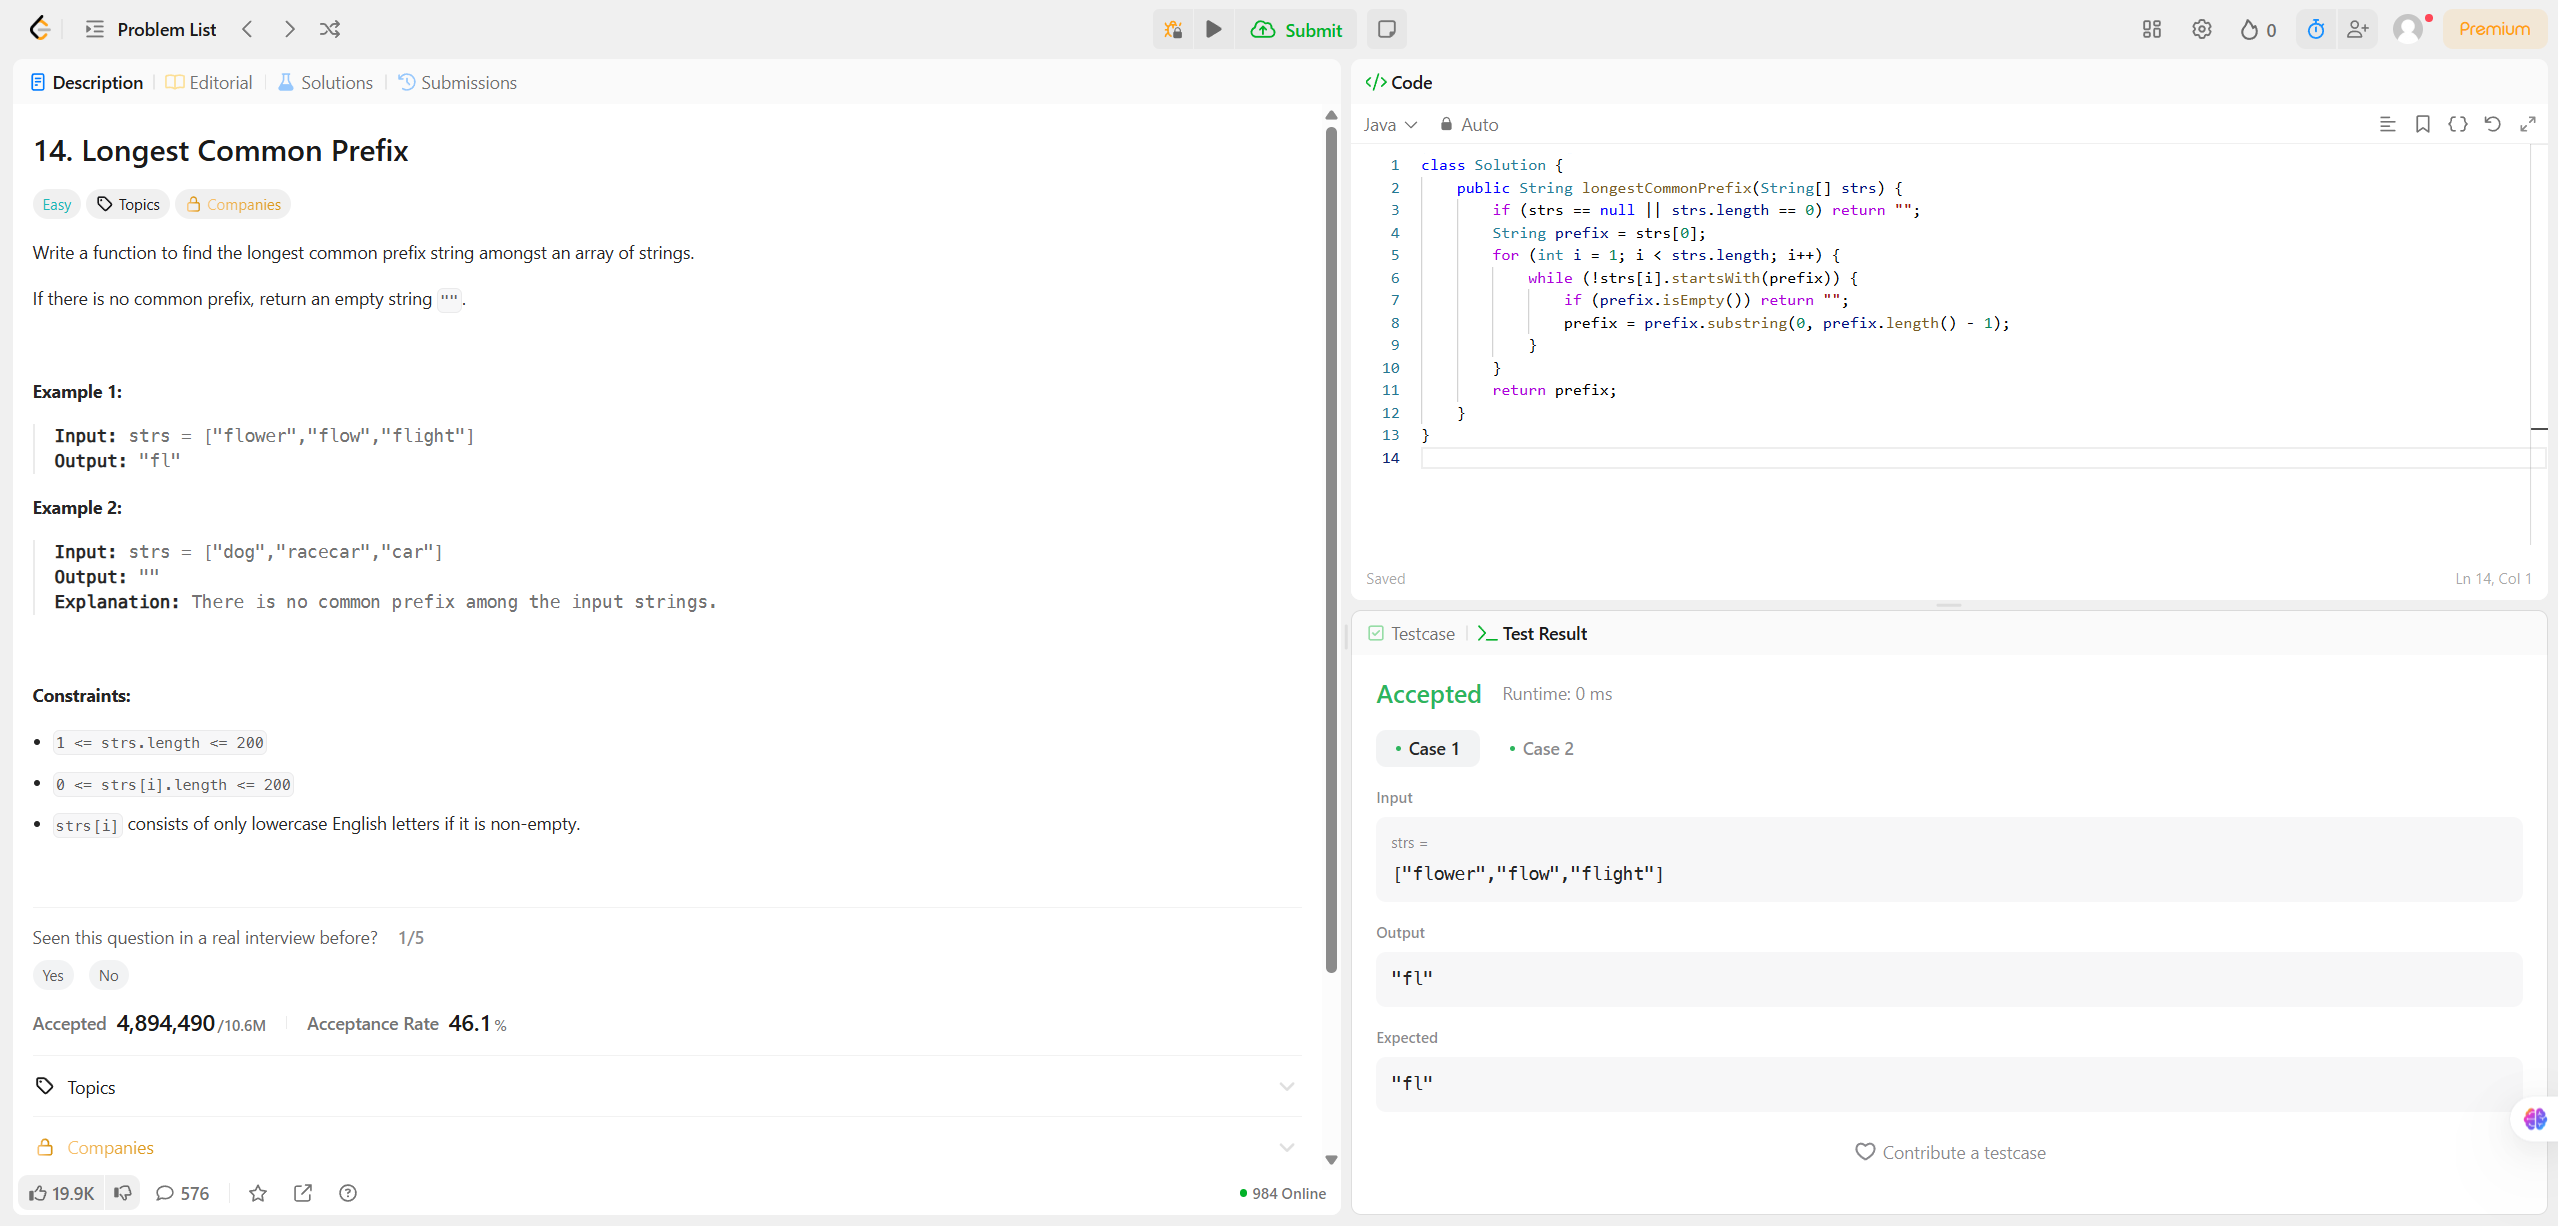 Problem List
Submit
0
Premium
Description
Editorial
Solutions
Submissions
14. Longest Common Prefix
Easy
Topics
Companies
Write a function to find the longest common prefix string amongst an array of strings.
If there is no common prefix, return an empty string "".
Example 1:
Input: strs = ["flower","flow","flight"]
Output: "fl"
Example 2:
Input: strs = ["dog","racecar","car"]
Output: ""
Explanation: There is no common prefix among the input strings.
Constraints:
1 <= strs.length <= 200
0 <= strs[i].length <= 200
strs[i] consists of only lowercase English letters if it is non-empty.
Seen this question in a real interview before? 1/5
Yes No
Accepted 4,894,490/10.6M Acceptance Rate 46.1%
Topics
Companies
19.9K 576
984 Online
Code
Java Auto
1 class Solution {
2 public String longestCommonPrefix(String[] strs) {
3 if (strs == null || strs.length == 0) return "";
4 String prefix = strs[0];
5 for (int i = 1; i < strs.length; i++) {
6 while (!strs[i].startsWith(prefix)) {
7 if (prefix.isEmpty()) return "";
8 prefix = prefix.substring(0, prefix.length() - 1);
9 }
10 }
11 return prefix;
12 }
13 }
14
Saved Ln 14, Col 1
Testcase
Test Result
Accepted Runtime: 0 ms
Case 1 Case 2
Input
strs =
["flower","flow","flight"]
Output
"fl"
Expected
"fl"
Contribute a testcase